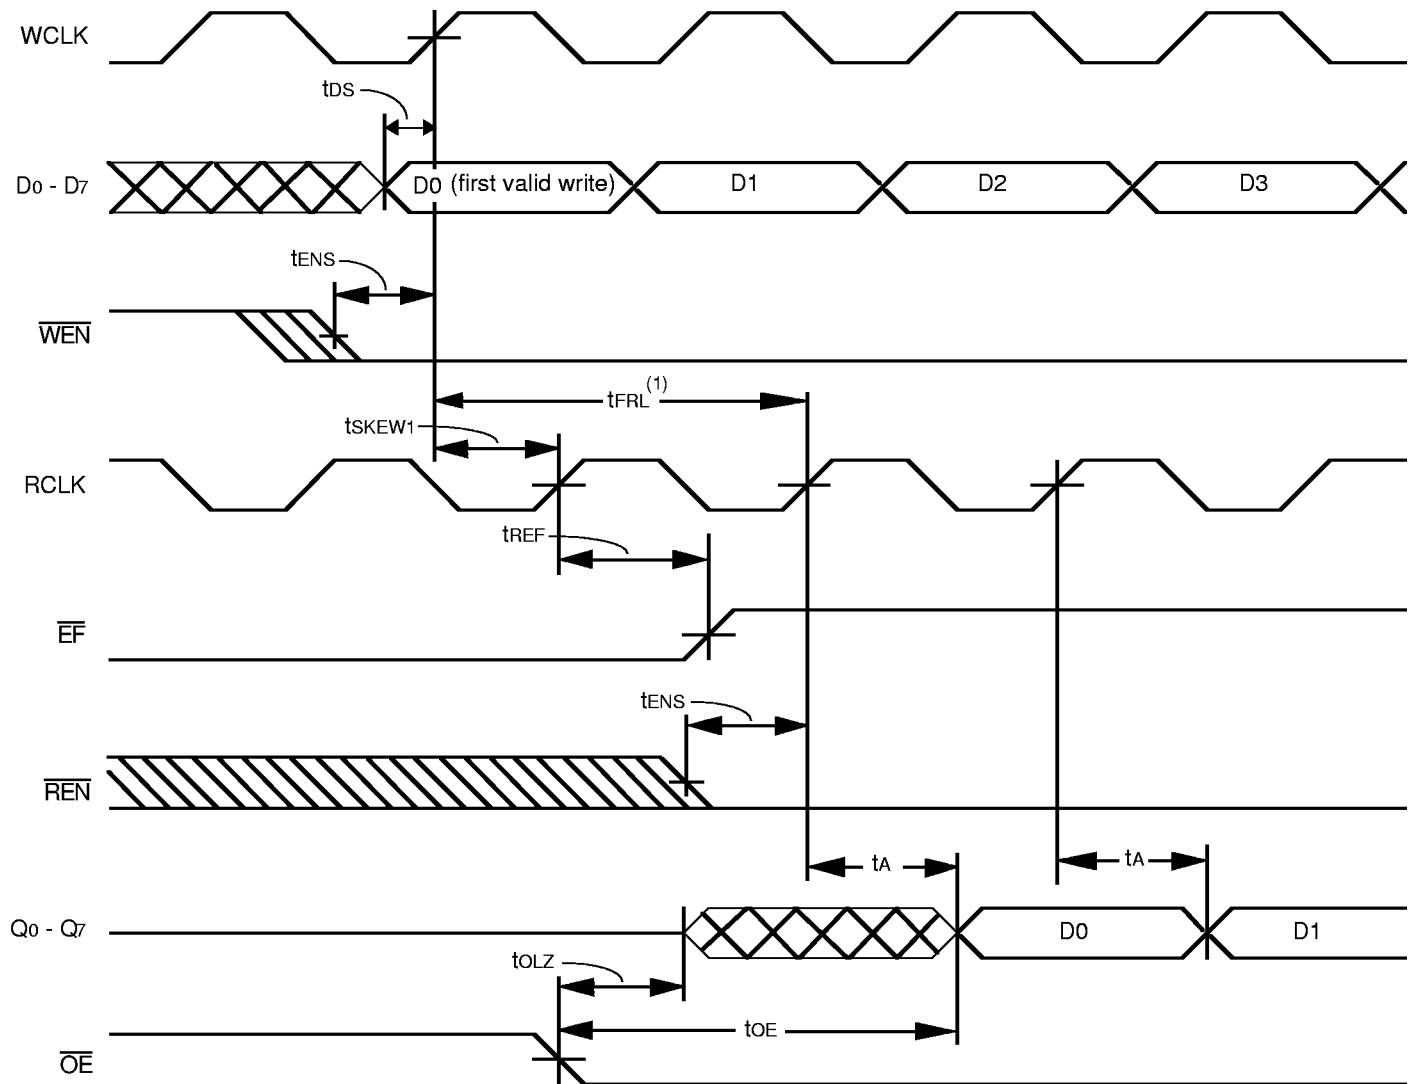 WCLK
tDS
D0 - D7
D0 (first valid write)
D1
D2
D3
tENS
WEN
tFRL(1)
tSKEW1
RCLK
tREF
EF
tENS
REN
tA
tA
Q0 - Q7
D0
D1
tOLZ
tOE
OE